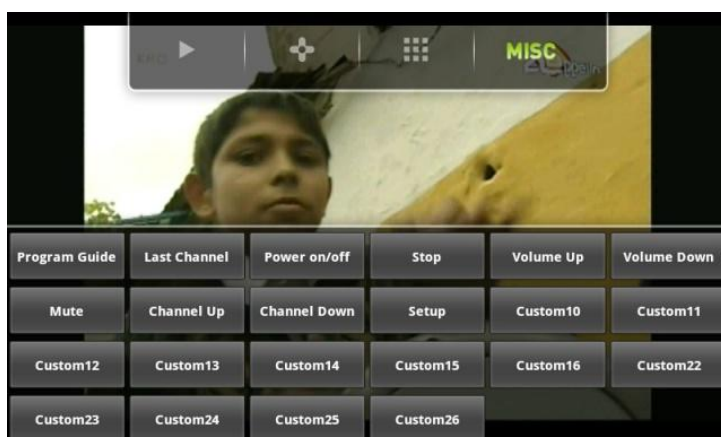 KRO
MISC
Program Guide Last Channel Power on/off Stop Volume Up Volume Down
Mute Channel Up Channel Down Setup Custom10 Custom11
Custom12 Custom13 Custom14 Custom15 Custom16 Custom22
Custom23 Custom24 Custom25 Custom26